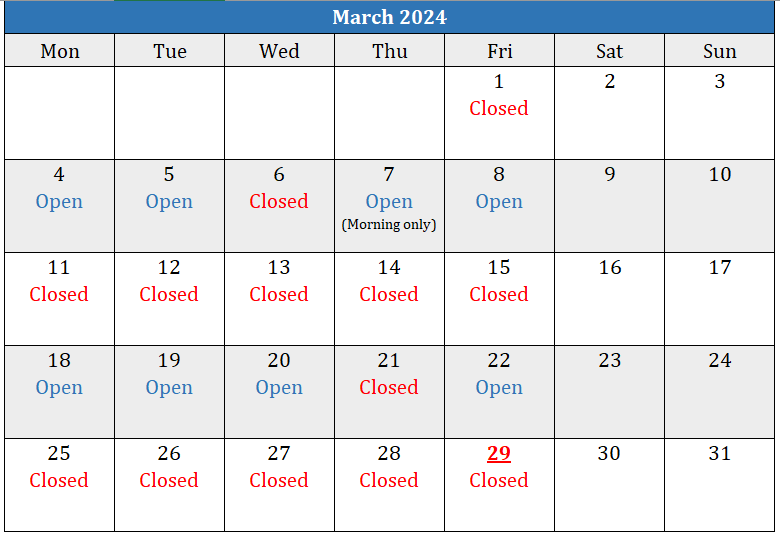 March 2024
Mon Tue Wed Thu Fri Sat Sun
1 2 3
Closed
4 5 6 7 8 9 10
Open Open Closed Open Open
(Morning only)
11 12 13 14 15 16 17
Closed Closed Closed Closed Closed
18 19 20 21 22 23 24
Open Open Open Closed Open
25 26 27 28 29 30 31
Closed Closed Closed Closed Closed